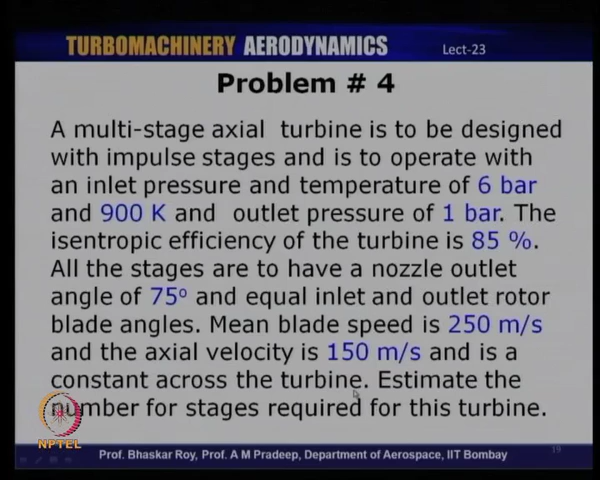 TURBOMACHINERY AERODYNAMICS Lect-23
Problem # 4
A multi-stage axial turbine is to be designed
with impulse stages and is to operate with
an inlet pressure and temperature of 6 bar
and 900 K and outlet pressure of 1 bar. The
isentropic efficiency of the turbine is 85 %.
All the stages are to have a nozzle outlet
angle of 75º and equal inlet and outlet rotor
blade angles. Mean blade speed is 250 m/s
and the axial velocity is 150 m/s and is a
constant across the turbine. Estimate the
number for stages required for this turbine.
NPTEL
Prof. Bhaskar Roy, Prof. A M Pradeep, Department of Aerospace, IIT Bombay
19